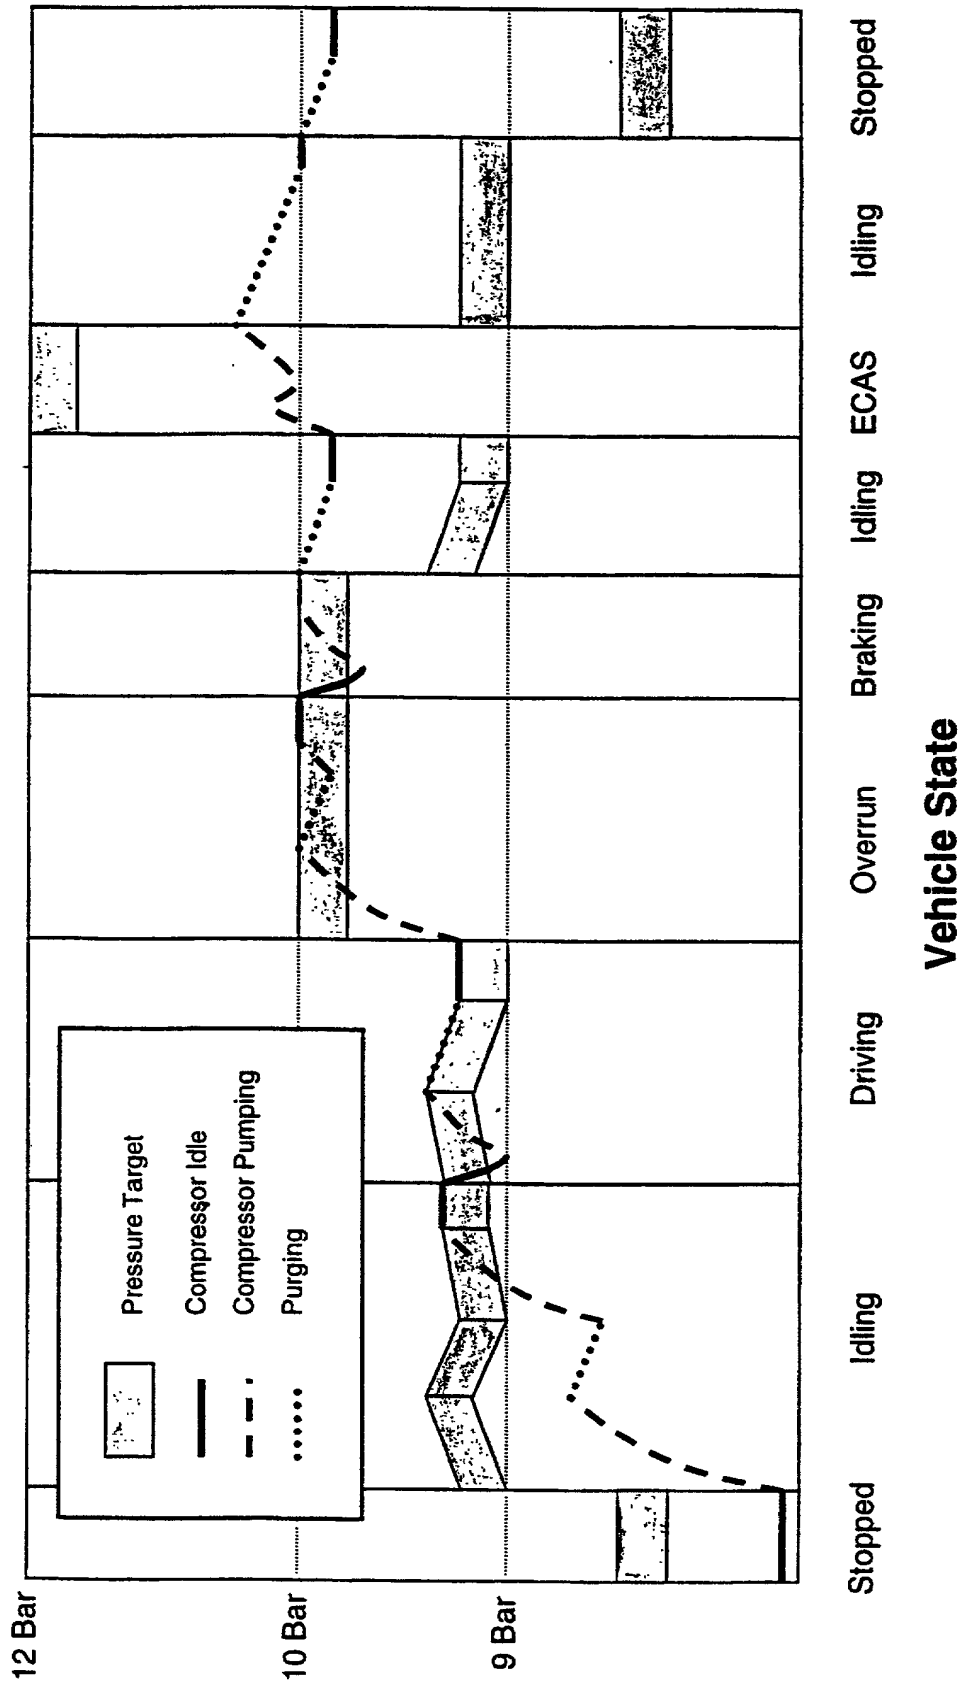 12 Bar
10 Bar
9 Bar
Pressure Target
Compressor Idle
Compressor Pumping
Purging
Stopped
Idling
Driving
Overrun
Braking
Idling
ECAS
Idling
Stopped
Vehicle State